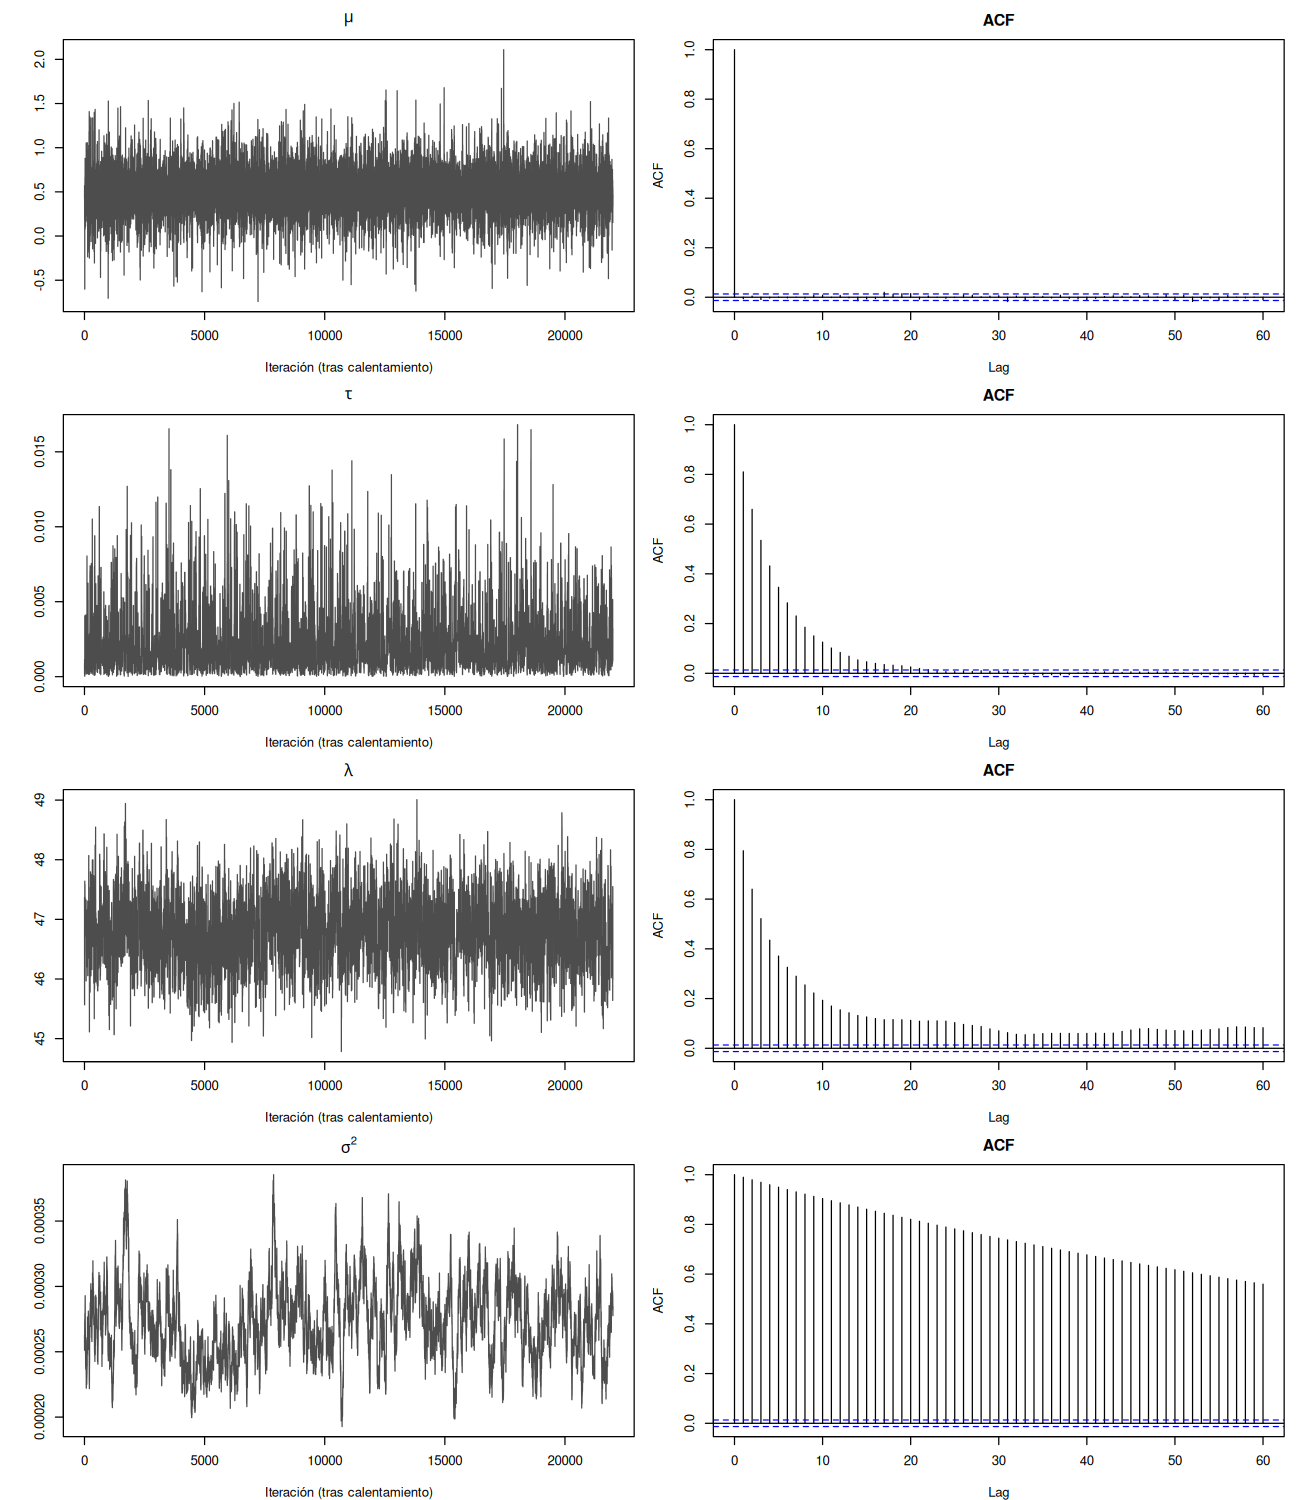 μ
ACF
2.0
1.5
1.0
0.5
0.0
-0.5
0 5000 10000 15000 20000
Iteración (tras calentamiento)
ACF
1.0
0.8
0.6
0.4
0.2
0.0
0 10 20 30 40 50 60
Lag
τ
ACF
0.015
0.010
0.005
0.000
0 5000 10000 15000 20000
Iteración (tras calentamiento)
ACF
1.0
0.8
0.6
0.4
0.2
0.0
0 10 20 30 40 50 60
Lag
λ
ACF
49
48
47
46
45
0 5000 10000 15000 20000
Iteración (tras calentamiento)
ACF
1.0
0.8
0.6
0.4
0.2
0.0
0 10 20 30 40 50 60
Lag
σ²
ACF
0.00035
0.00030
0.00025
0.00020
0 5000 10000 15000 20000
Iteración (tras calentamiento)
ACF
1.0
0.8
0.6
0.4
0.2
0.0
0 10 20 30 40 50 60
Lag